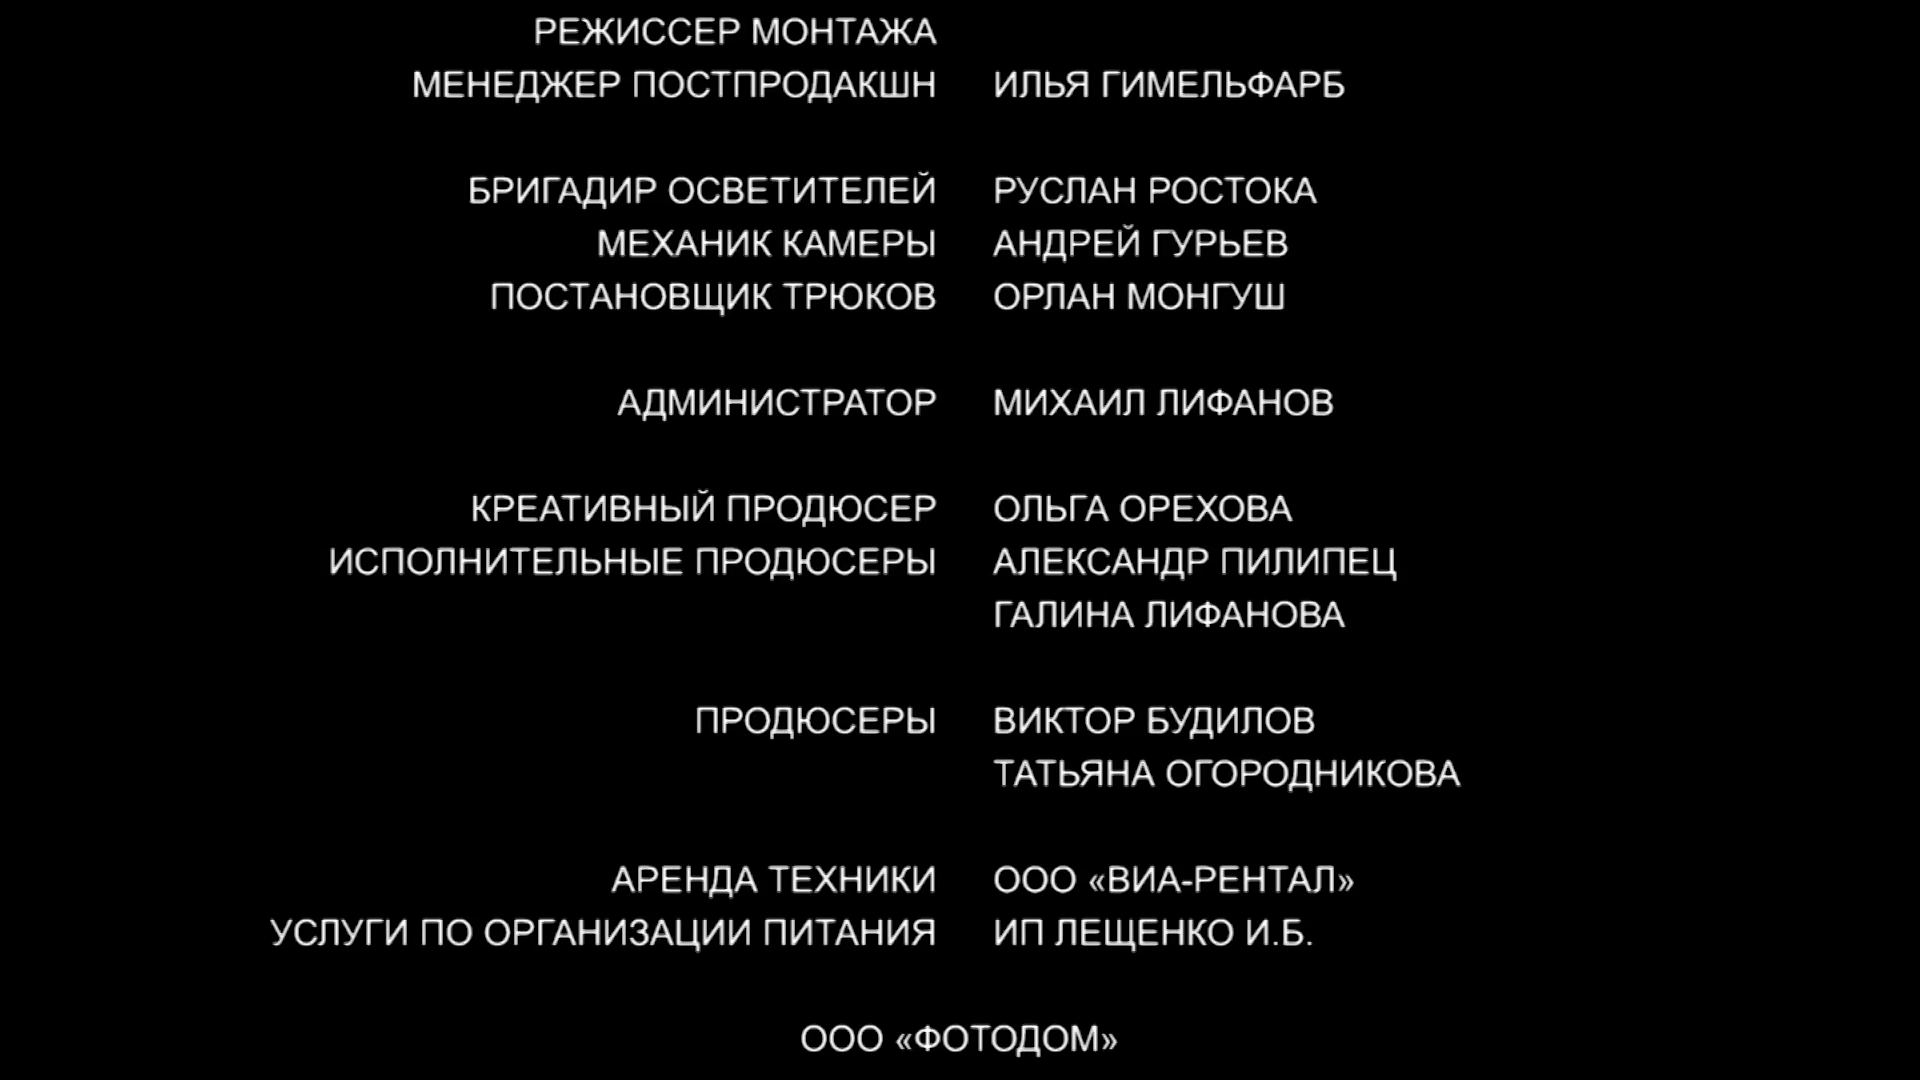 РЕЖИССЕР МОНТАЖА
МЕНЕДЖЕР ПОСТПРОДАКШН ИЛЬЯ ГИМЕЛЬФАРБ
БРИГАДИР ОСВЕТИТЕЛЕЙ РУСЛАН РОСТОКА
МЕХАНИК КАМЕРЫ АНДРЕЙ ГУРЬЕВ
ПОСТАНОВЩИК ТРЮКОВ ОРЛАН МОНГУШ
АДМИНИСТРАТОР МИХАИЛ ЛИФАНОВ
КРЕАТИВНЫЙ ПРОДЮСЕР ОЛЬГА ОРЕХОВА
ИСПОЛНИТЕЛЬНЫЕ ПРОДЮСЕРЫ АЛЕКСАНДР ПИЛИПЕЦ
ГАЛИНА ЛИФАНОВА
ПРОДЮСЕРЫ ВИКТОР БУДИЛОВ
ТАТЬЯНА ОГОРОДНИКОВА
АРЕНДА ТЕХНИКИ ООО «ВИА-РЕНТАЛ»
УСЛУГИ ПО ОРГАНИЗАЦИИ ПИТАНИЯ ИП ЛЕЩЕНКО И.Б.
ООО «ФОТОДОМ»